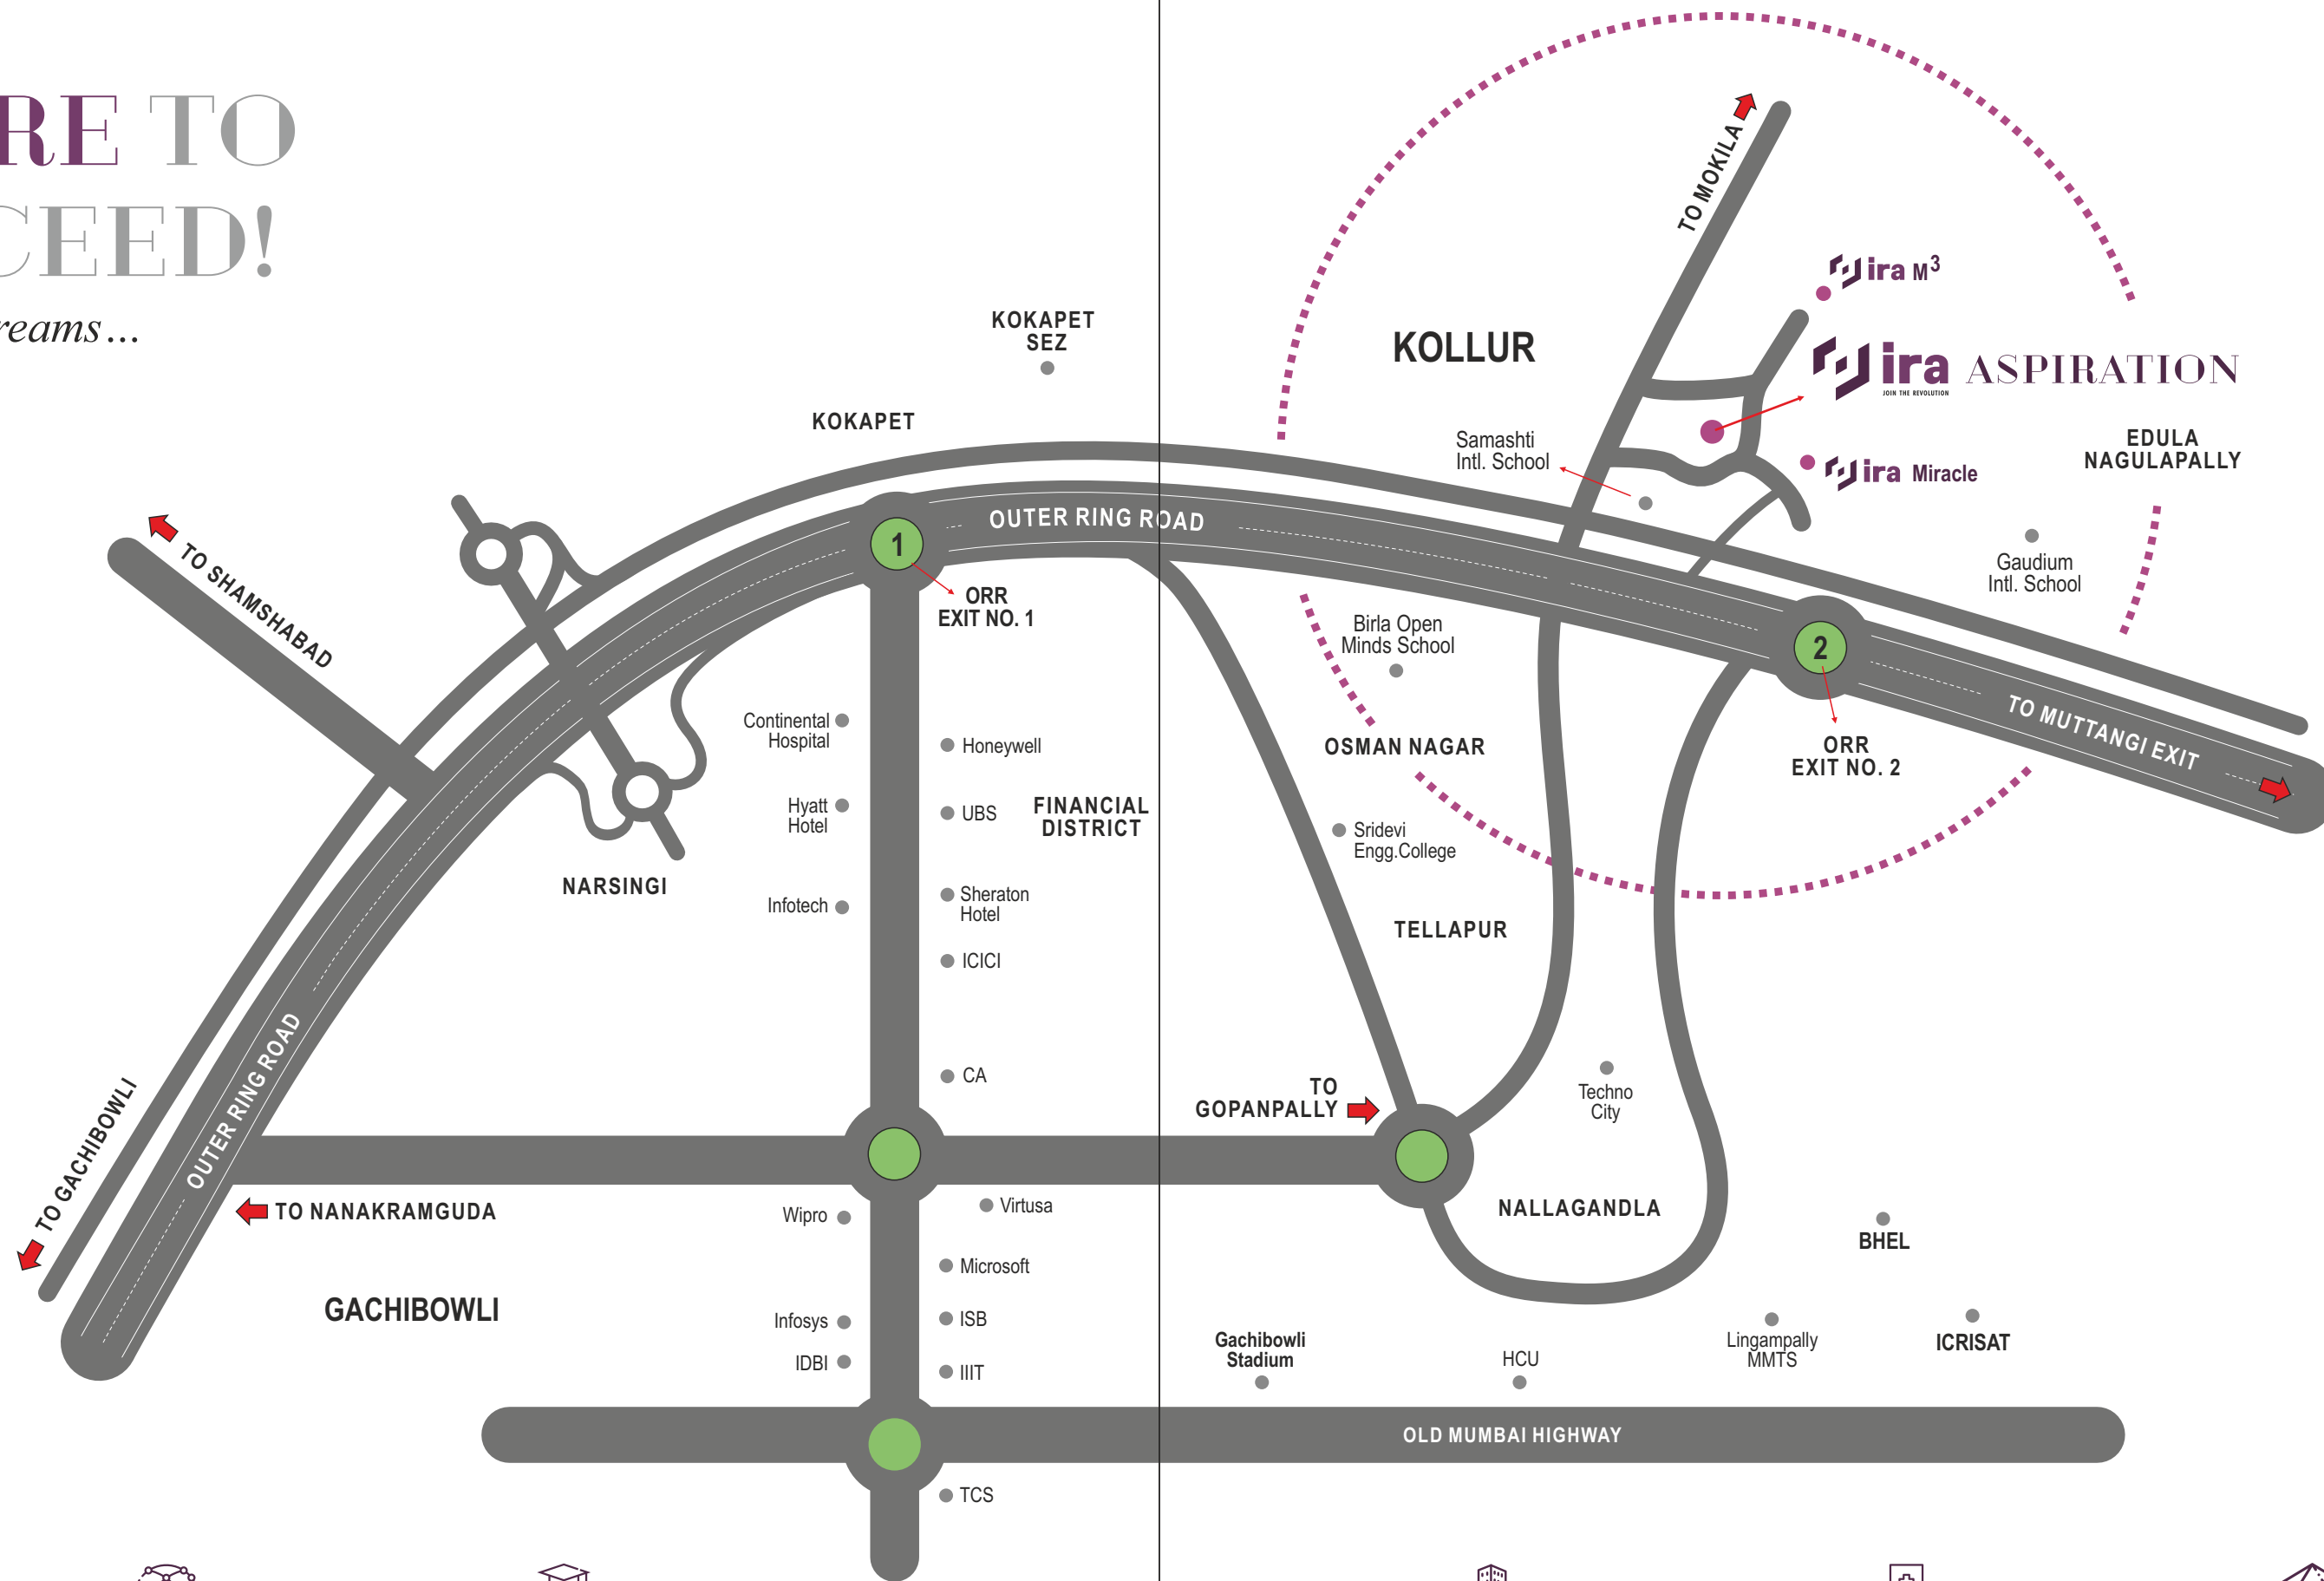 RE TO
CEED!
reams...
TO MOKILA
ira M3
KOKAPET
SEZ
KOLLUR
ira ASPIRATION
JOIN THE REVOLUTION
KOKAPET
Samashti
Intl. School
EDULA
NAGULAPALLY
ira Miracle
OUTER RING ROAD
1
TO SHAMSHABAD
Gaudium
Intl. School
ORR
EXIT NO. 1
Birla Open
Minds School
2
Continental
Hospital
Honeywell
OSMAN NAGAR
ORR
EXIT NO. 2
TO MUTTANGI EXIT
Hyatt
Hotel
UBS
FINANCIAL
DISTRICT
Sridevi
Engg.College
NARSINGI
Infotech
Sheraton
Hotel
TELLAPUR
ICICI
OUTER RING ROAD
CA
TO
GOPANPALLY
Techno
City
TO GACHIBOWLI
TO NANAKRAMGUDA
Wipro
Virtusa
NALLAGANDLA
BHEL
Microsoft
GACHIBOWLI
Infosys
ISB
IDBI
IIIT
Gachibowli
Stadium
HCU
Lingampally
MMTS
ICRISAT
OLD MUMBAI HIGHWAY
TCS